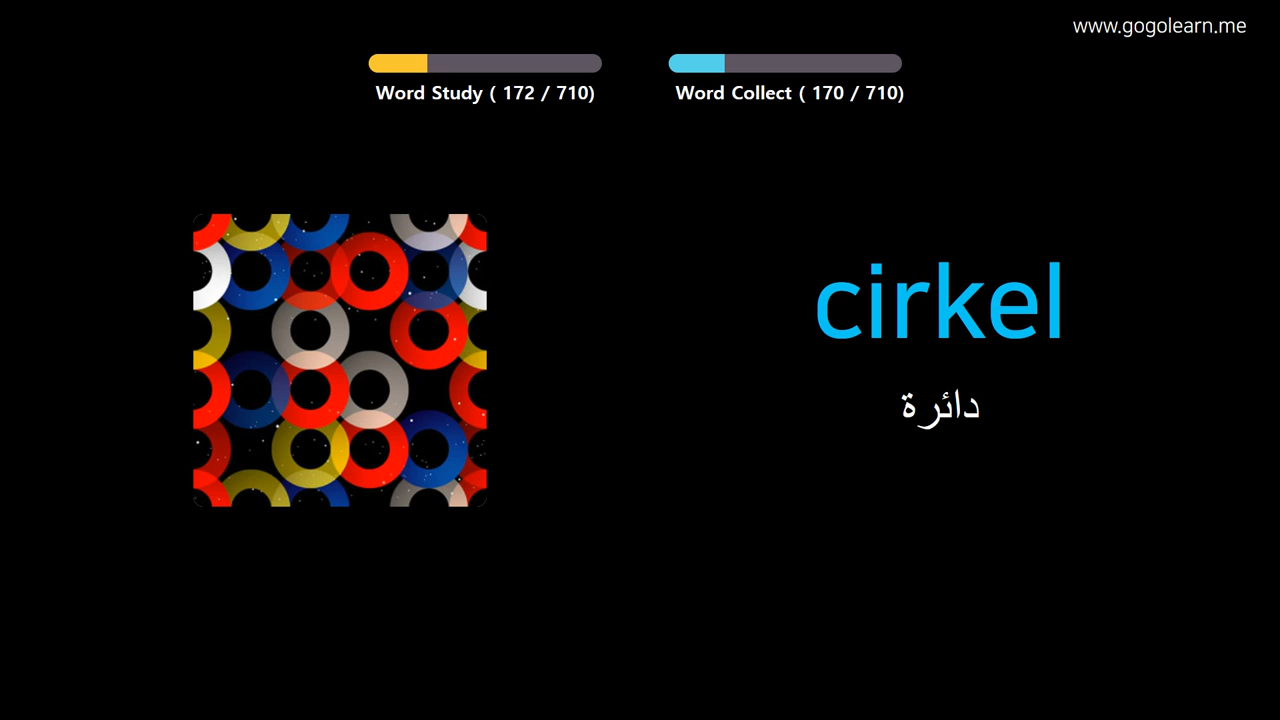 www.gogolearn.me
Word Study ( 172 / 710)
Word Collect ( 170 / 710)
cirkel
دائرة